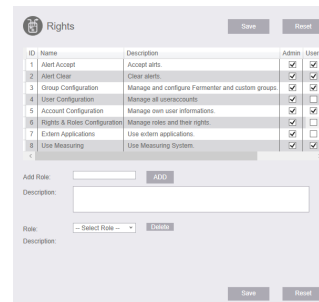 Rights Save Reset
ID Name Description Admin User
1 Alert Accept Accept alrts.
2 Alert Clear Clear alerts.
3 Group Configuration Manage and configure Fermenter and custom groups.
4 User Configuration Manage all useraccounts
5 Account Configuration Manage own user informations.
6 Rights & Roles Configuration Manage roles and their rights.
7 Extern Applications Use extern applications.
8 Use Measuring Use Measuring System.
Add Role: ADD
Description:
Role: -- Select Role -- Delete
Description:
Save Reset